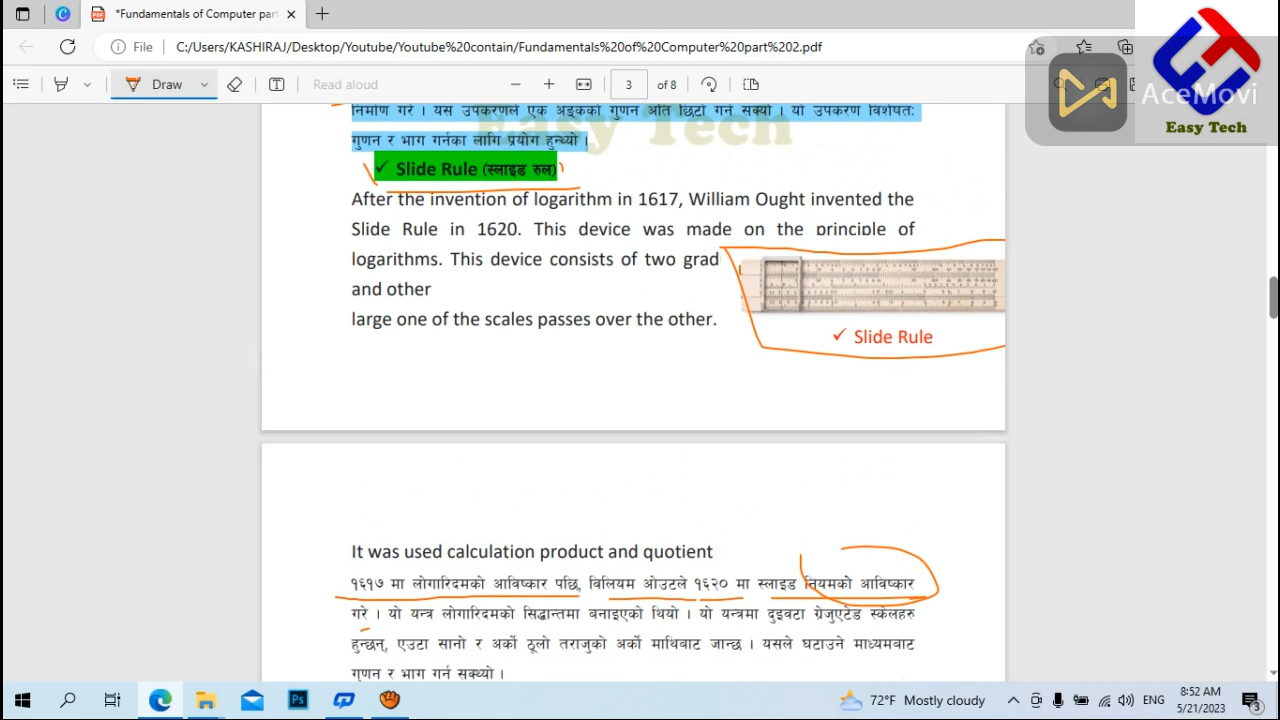 *Fundamentals of Computer part
File C:/Users/KASHIRAJ/Desktop/Youtube/Youtube%20contain/Fundamentals%20of%20Computer%20part%202.pdf
AceMovi
Easy Tech
Draw Read aloud 3 of 8
निर्माण गरे । यस उपकरणले एक अङ्कको गुणन अति छिटो गर्न सक्थ्यो । यो उपकरण विशेषतः
गुणन र भाग गर्नका लागि प्रयोग हुन्थ्यो ।
Easy Tech
✓ Slide Rule (स्लाइड रुल)
After the invention of logarithm in 1617, William Ought invented the
Slide Rule in 1620. This device was made on the principle of
logarithms. This device consists of two grad
and other
large one of the scales passes over the other.
✓ Slide Rule
It was used calculation product and quotient
१६१७ मा लोगारिदमको आविष्कार पछि, विलियम ओउटले १६२० मा स्लाइड नियमको आविष्कार
गरे । यो यन्त्र लोगारिदमको सिद्धान्तमा बनाइएको थियो । यो यन्त्रमा दुइवटा ग्रेजुएटेड स्केलहरु
हुन्छन्, एउटा सानो र अर्को ठूलो तराजुको अर्को माथिबाट जान्छ । यसले घटाउने माध्यमबाट
गुणन र भाग गर्न सक्थ्यो ।
72°F Mostly cloudy
ENG
8:52 AM
5/21/2023
3